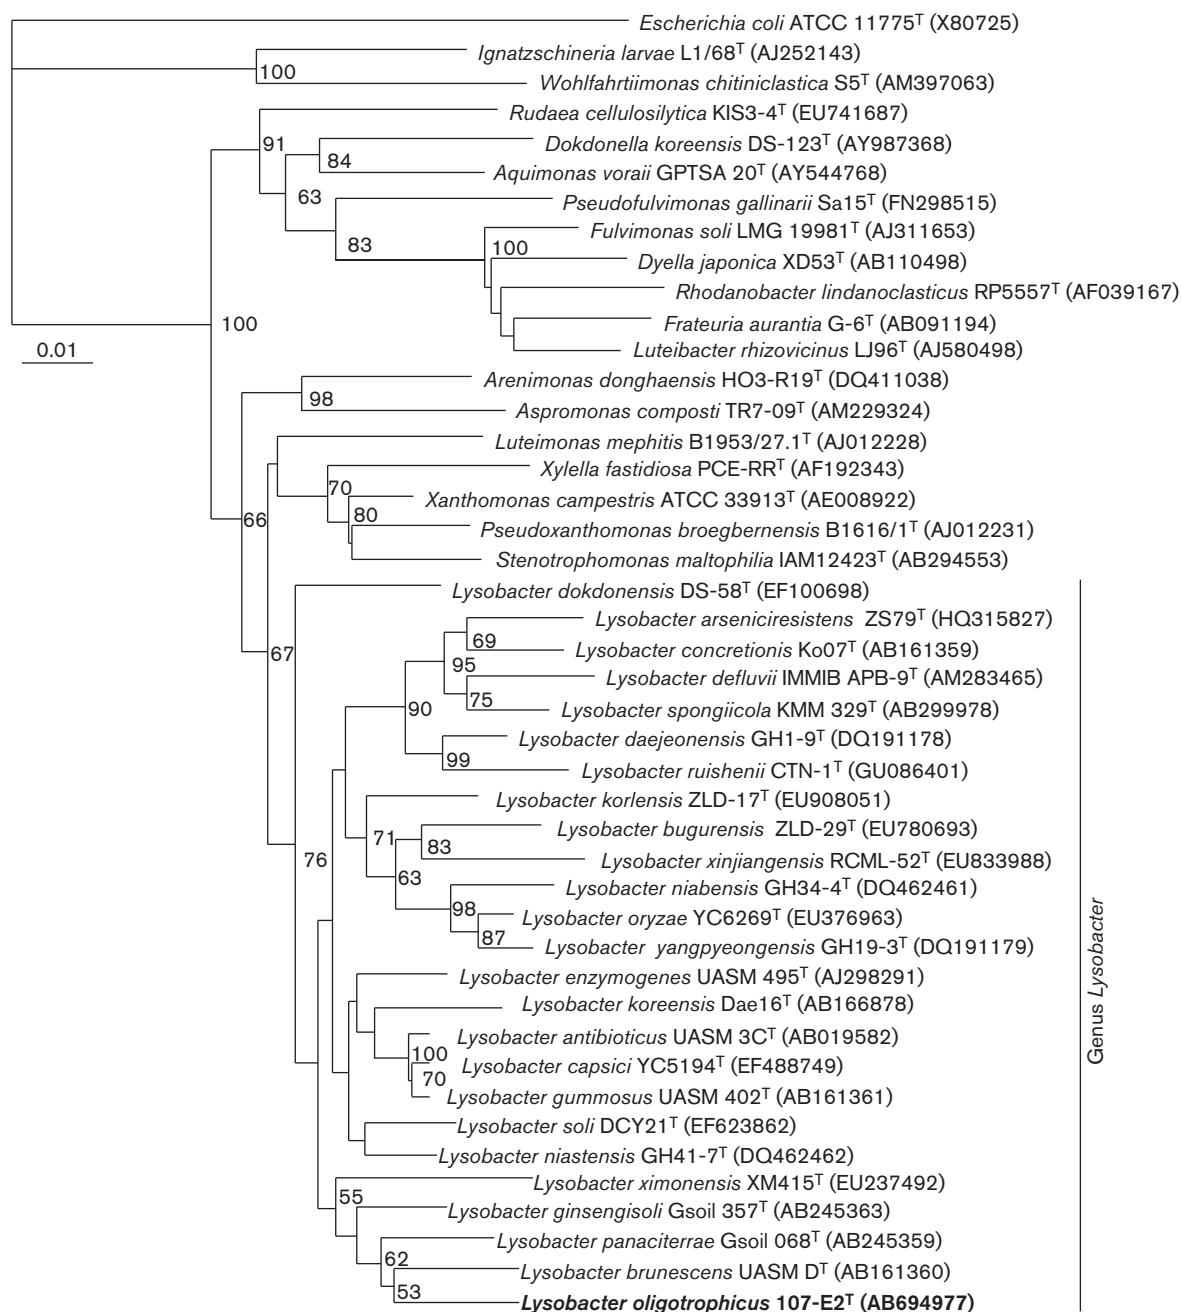 Escherichia coli ATCC 11775ᵀ (X80725)
Ignatzschineria larvae L1/68ᵀ (AJ252143)
100
Wohlfahrtiimonas chitiniclastica S5ᵀ (AM397063)
Rudaea cellulosilytica KIS3-4ᵀ (EU741687)
91
Dokdonella koreensis DS-123ᵀ (AY987368)
84
Aquimonas voraii GPTSA 20ᵀ (AY544768)
63
Pseudofulvimonas gallinarii Sa15ᵀ (FN298515)
Fulvimonas soli LMG 19981ᵀ (AJ311653)
83
100
Dyella japonica XD53ᵀ (AB110498)
Rhodanobacter lindanoclasticus RP5557ᵀ (AF039167)
Frateuria aurantia G-6ᵀ (AB091194)
100
Luteibacter rhizovicinus LJ96ᵀ (AJ580498)
0.01
Arenimonas donghaensis HO3-R19ᵀ (DQ411038)
98
Aspromonas composti TR7-09ᵀ (AM229324)
Luteimonas mephitis B1953/27.1ᵀ (AJ012228)
Xylella fastidiosa PCE-RRᵀ (AF192343)
70
Xanthomonas campestris ATCC 33913ᵀ (AE008922)
80
66
Pseudoxanthomonas broegbernensis B1616/1ᵀ (AJ012231)
Stenotrophomonas maltophilia IAM12423ᵀ (AB294553)
Lysobacter dokdonensis DS-58ᵀ (EF100698)
Lysobacter arseniciresistens ZS79ᵀ (HQ315827)
69
Lysobacter concretionis Ko07ᵀ (AB161359)
67
95
Lysobacter defluvii IMMIB APB-9ᵀ (AM283465)
75
Lysobacter spongiicola KMM 329ᵀ (AB299978)
90
Lysobacter daejeonensis GH1-9ᵀ (DQ191178)
99
Lysobacter ruishenii CTN-1ᵀ (GU086401)
Lysobacter korlensis ZLD-17ᵀ (EU908051)
Lysobacter bugurensis ZLD-29ᵀ (EU780693)
71
83
76
Lysobacter xinjiangensis RCML-52ᵀ (EU833988)
63
Lysobacter niabensis GH34-4ᵀ (DQ462461)
98
Lysobacter oryzae YC6269ᵀ (EU376963)
87
Lysobacter yangpyeongensis GH19-3ᵀ (DQ191179)
Lysobacter enzymogenes UASM 495ᵀ (AJ298291)
Genus Lysobacter
Lysobacter koreensis Dae16ᵀ (AB166878)
Lysobacter antibioticus UASM 3Cᵀ (AB019582)
100
Lysobacter capsici YC5194ᵀ (EF488749)
70
Lysobacter gummosus UASM 402ᵀ (AB161361)
Lysobacter soli DCY21ᵀ (EF623862)
Lysobacter niastensis GH41-7ᵀ (DQ462462)
Lysobacter ximonensis XM415ᵀ (EU237492)
55
Lysobacter ginsengisoli Gsoil 357ᵀ (AB245363)
Lysobacter panaciterrae Gsoil 068ᵀ (AB245359)
62
Lysobacter brunescens UASM Dᵀ (AB161360)
53
Lysobacter oligotrophicus 107-E2ᵀ (AB694977)